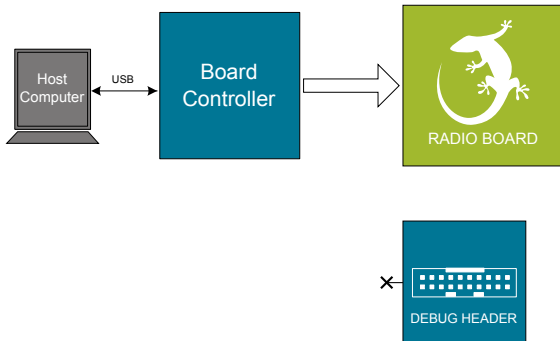 Host
Computer
USB
Board
Controller
RADIO BOARD
DEBUG HEADER